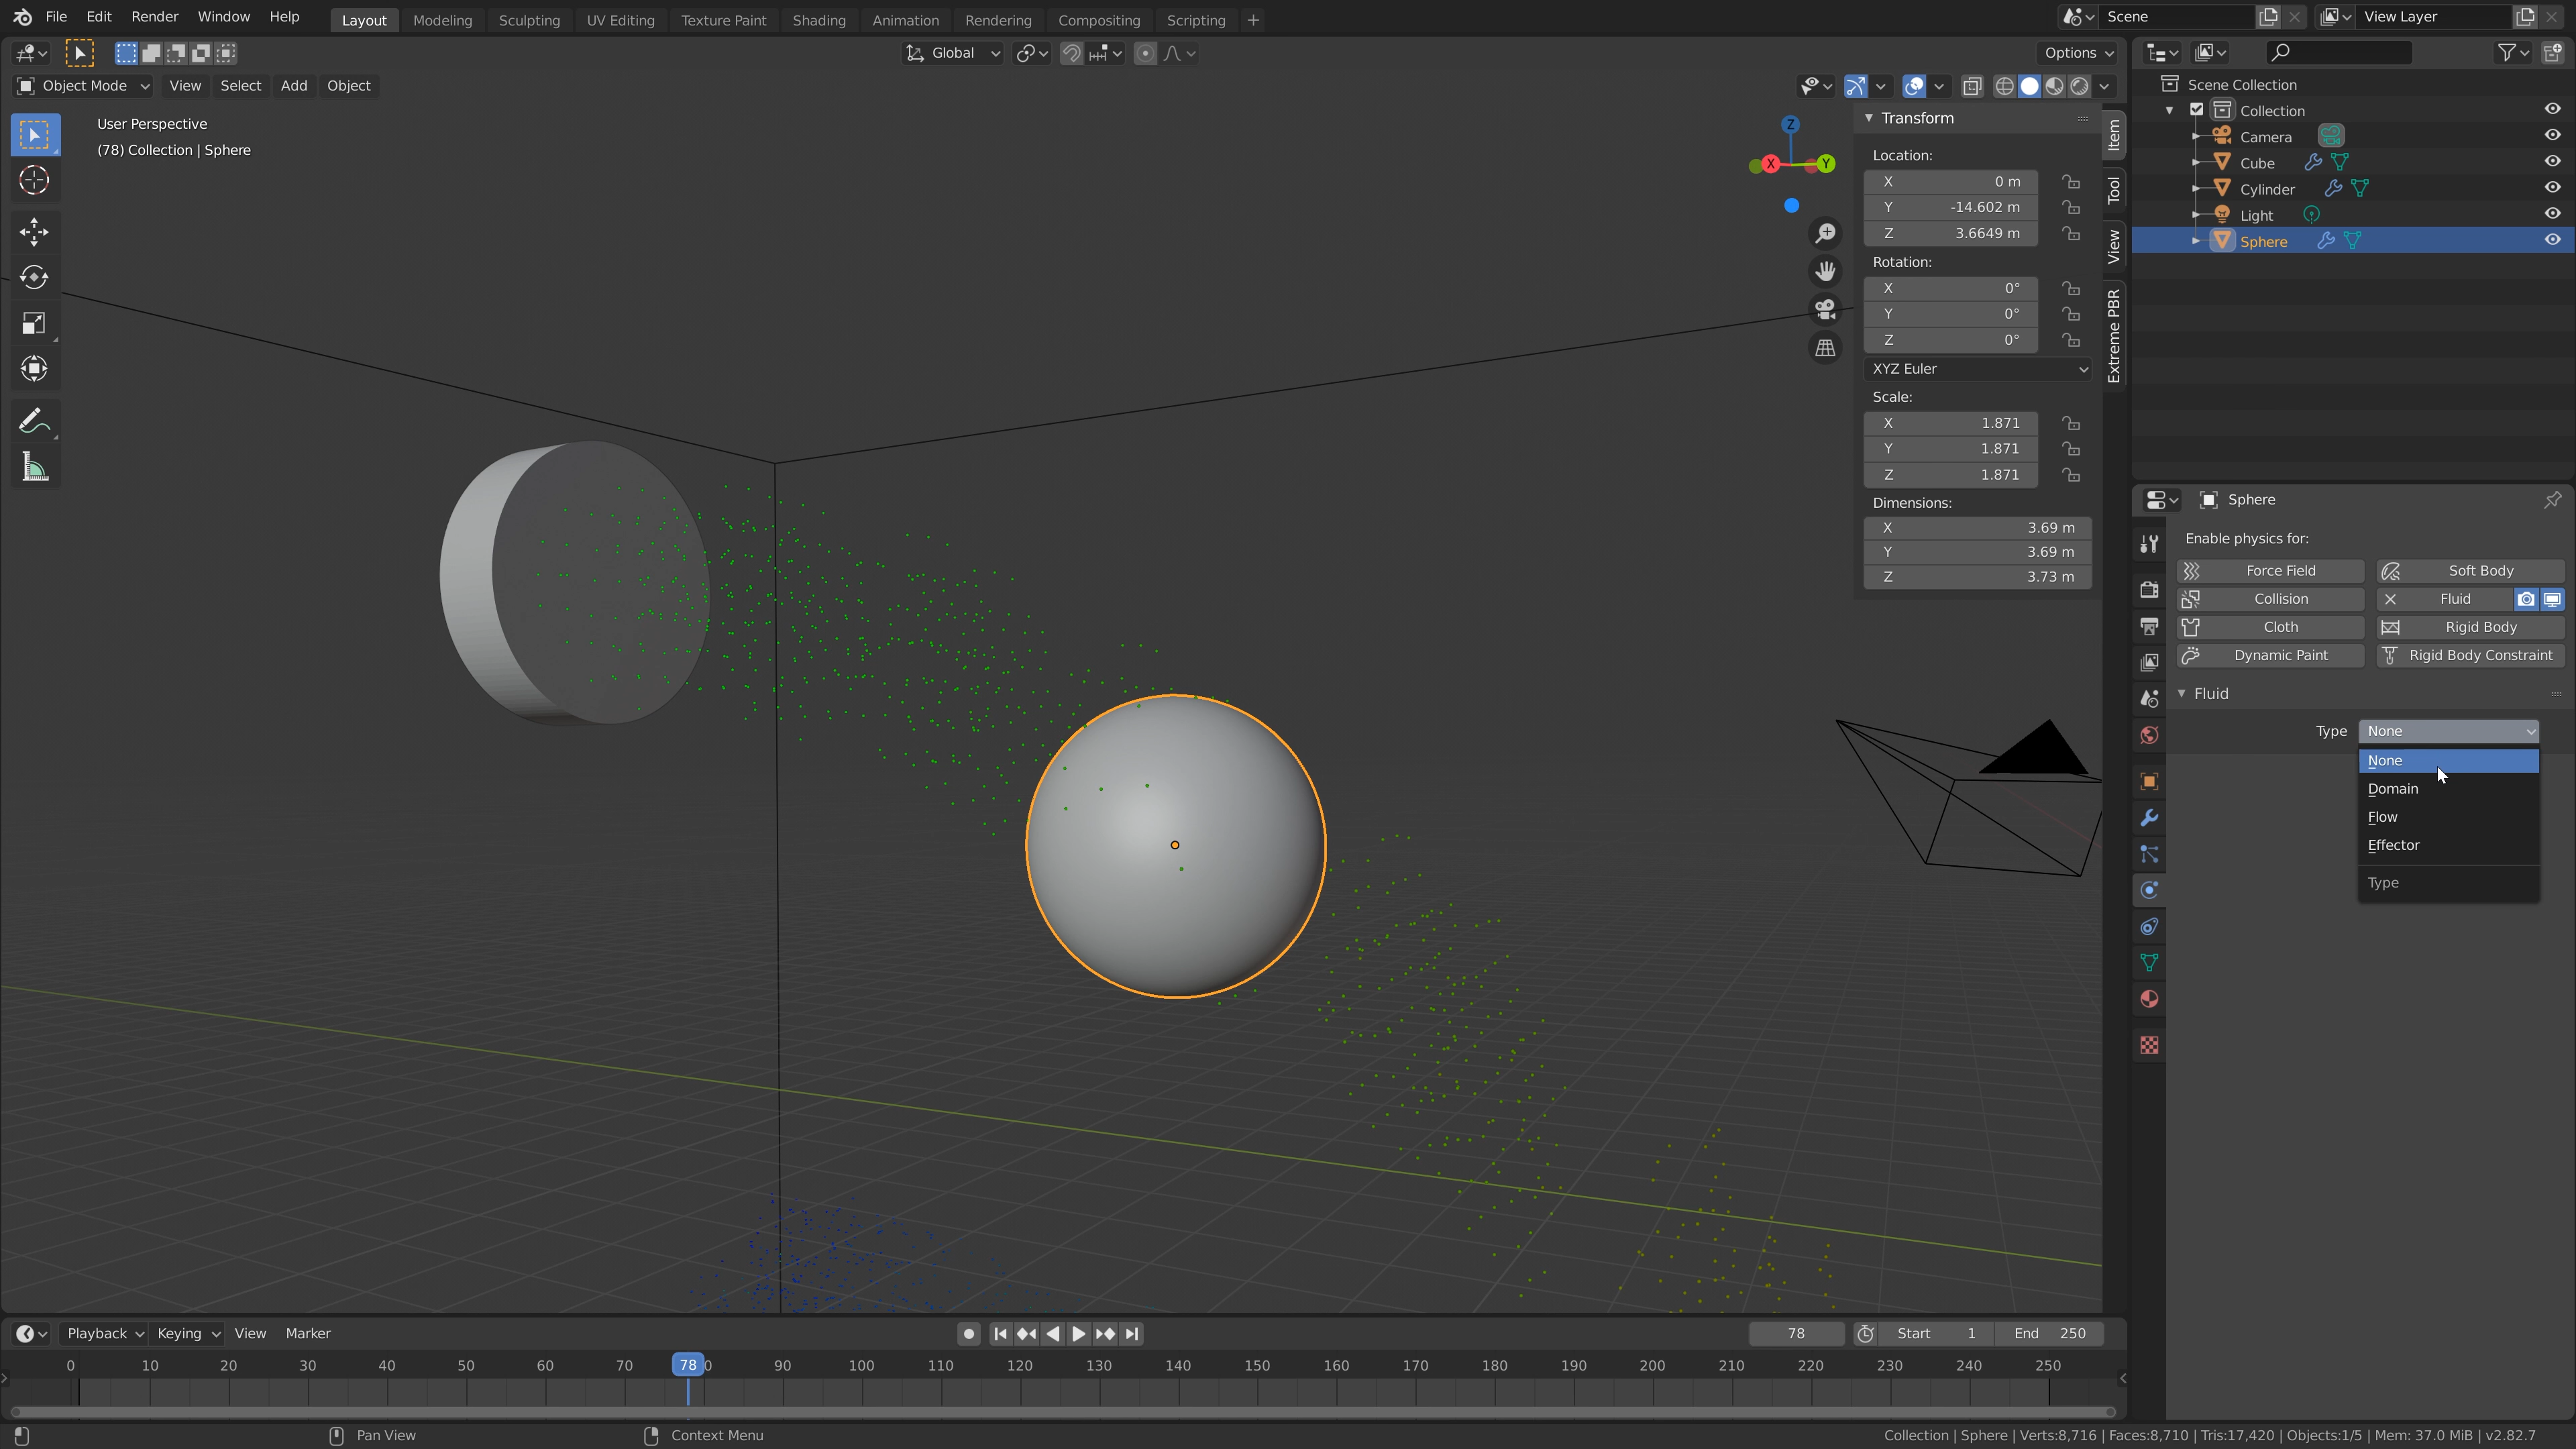 File Edit Render Window Help Layout Modeling Sculpting UV Editing Texture Paint Shading Animation Rendering Compositing Scripting + Scene View Layer
Global Options
Object Mode View Select Add Object
User Perspective
(78) Collection | Sphere
Z
X
Y
Transform
Location:
X 0 m
Y -14.602 m
Z 3.6649 m
Rotation:
X 0°
Y 0°
Z 0°
XYZ Euler
Scale:
X 1.871
Y 1.871
Z 1.871
Dimensions:
X 3.69 m
Y 3.69 m
Z 3.73 m
Item
Tool
View
Extreme PBR
Scene Collection
Collection
Camera
Cube
Cylinder
Light
Sphere
Sphere
Enable physics for:
Force Field Soft Body
Collision Fluid
Cloth Rigid Body
Dynamic Paint Rigid Body Constraint
Fluid
Type None
None
Domain
Flow
Effector
Type
Playback Keying View Marker 78 Start 1 End 250
0 10 20 30 40 50 60 70 78 0 90 100 110 120 130 140 150 160 170 180 190 200 210 220 230 240 250
Pan View Context Menu Collection | Sphere | Verts:8,716 | Faces:8,710 | Tris:17,420 | Objects:1/5 | Mem: 37.0 MiB | v2.82.7